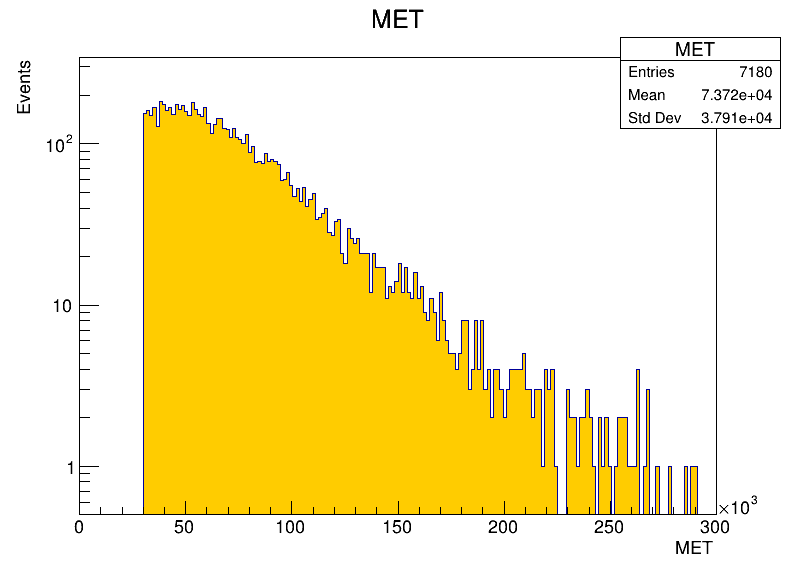 MET
MET
Entries 7180
Mean 7.372e+04
Std Dev 3.791e+04
Events
10²
10
1
0 50 100 150 200 250 300
×10³
MET